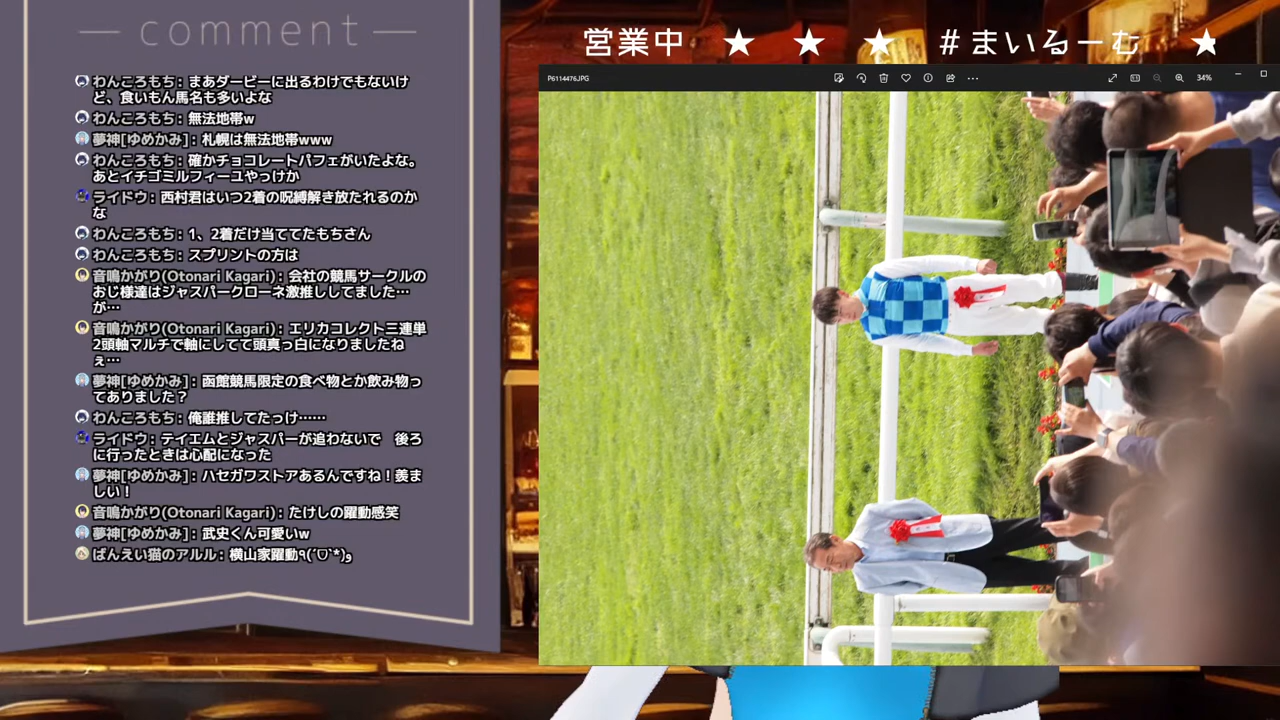 comment
営業中 ★ ★ ★ #まいるーむ ★
P6114476JPG
34%
わんころもち : まあダービーに出るわけでもないけ
ど、食いもん馬名も多いよな
わんころもち : 無法地帯w
夢神[ゆめかみ] : 札幌は無法地帯www
わんころもち : 確かチョコレートパフェがいたよな。
あとイチゴミルフィーユやっけか
ライドウ : 西村君はいつ2着の呪縛解き放たれるのか
な
わんころもち : 1、2着だけ当ててたもちさん
わんころもち : スプリントの方は
音鳴かがり(Otonari Kagari) : 会社の競馬サークルの
おじ様達はジャスパークローネ激推ししてました…
が…
音鳴かがり(Otonari Kagari) : エリカコレクト三連単
2頭軸マルチで軸にしてて頭真っ白になりましたね
ぇ…
夢神[ゆめかみ] : 函館競馬限定の食べ物とか飲み物っ
てありました？
わんころもち : 俺誰推してたっけ……
ライドウ : テイエムとジャスパーが追わないで　後ろ
に行ったときは心配になった
夢神[ゆめかみ] : ハセガワストアあるんですね！羨ま
しい！
音鳴かがり(Otonari Kagari) : たけしの躍動感笑
夢神[ゆめかみ] : 武史くん可愛いw
ばんえい猫のアルル : 横山家躍動٩(ˊᗜˋ*)و